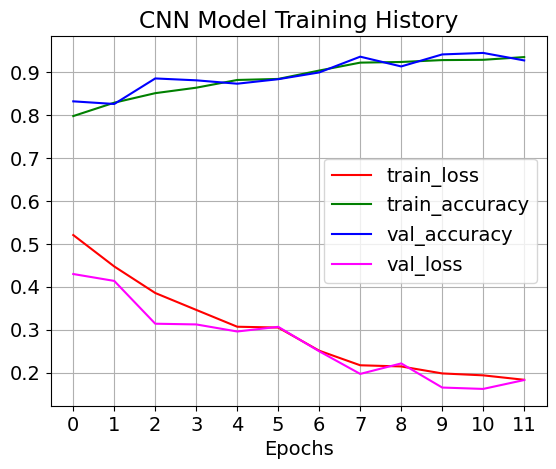 CNN Model Training History
0.9
0.8
0.7
0.6
0.5
0.4
0.3
0.2
train_loss
train_accuracy
val_accuracy
val_loss
0 1 2 3 4 5 6 7 8 9 10 11
Epochs